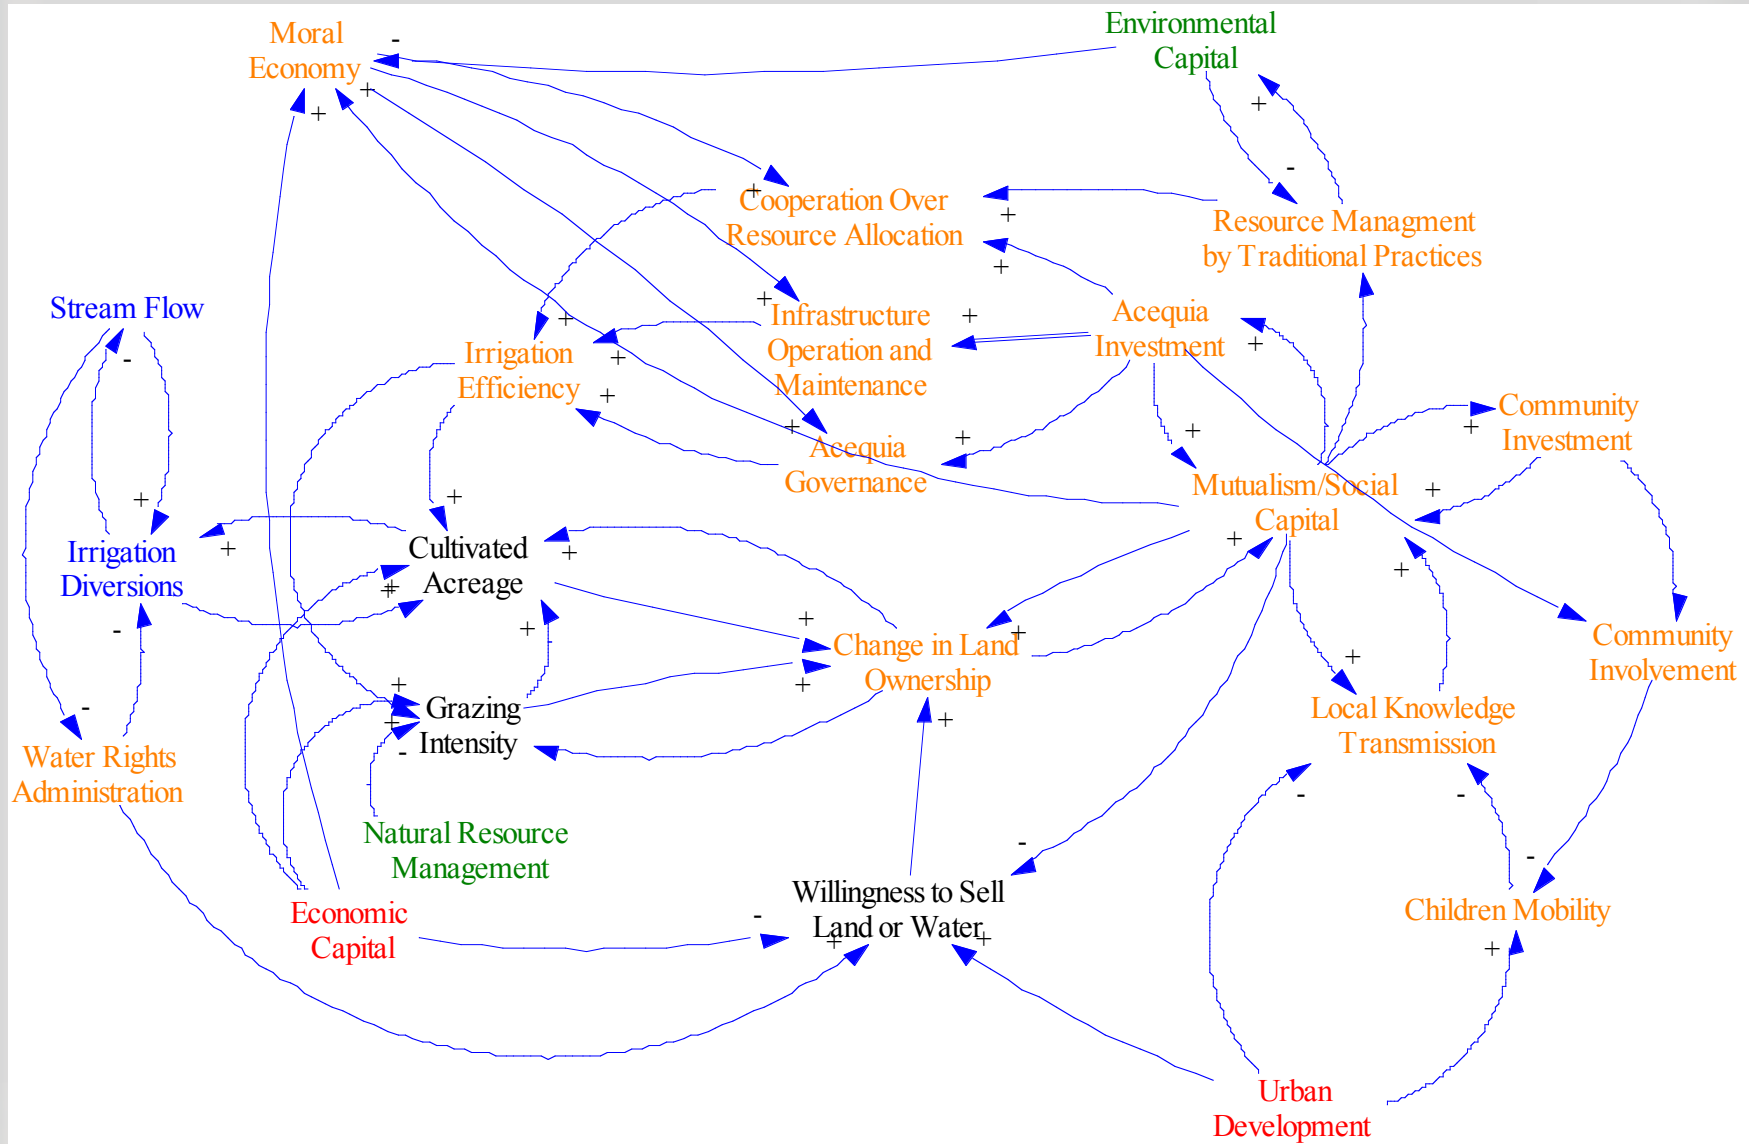 Moral
Economy
Environmental
Capital
Cooperation Over
Resource Allocation
Resource Managment
by Traditional Practices
Stream Flow
Infrastructure
Operation and
Maintenance
Acequia
Investment
Irrigation
Efficiency
Community
Investment
Acequia
Governance
Mutualism/Social
Capital
Irrigation
Diversions
Cultivated
Acreage
Change in Land
Ownership
Community
Involvement
Grazing
Intensity
Local Knowledge
Transmission
Water Rights
Administration
Natural Resource
Management
Economic
Capital
Willingness to Sell
Land or Water
Children Mobility
Urban
Development